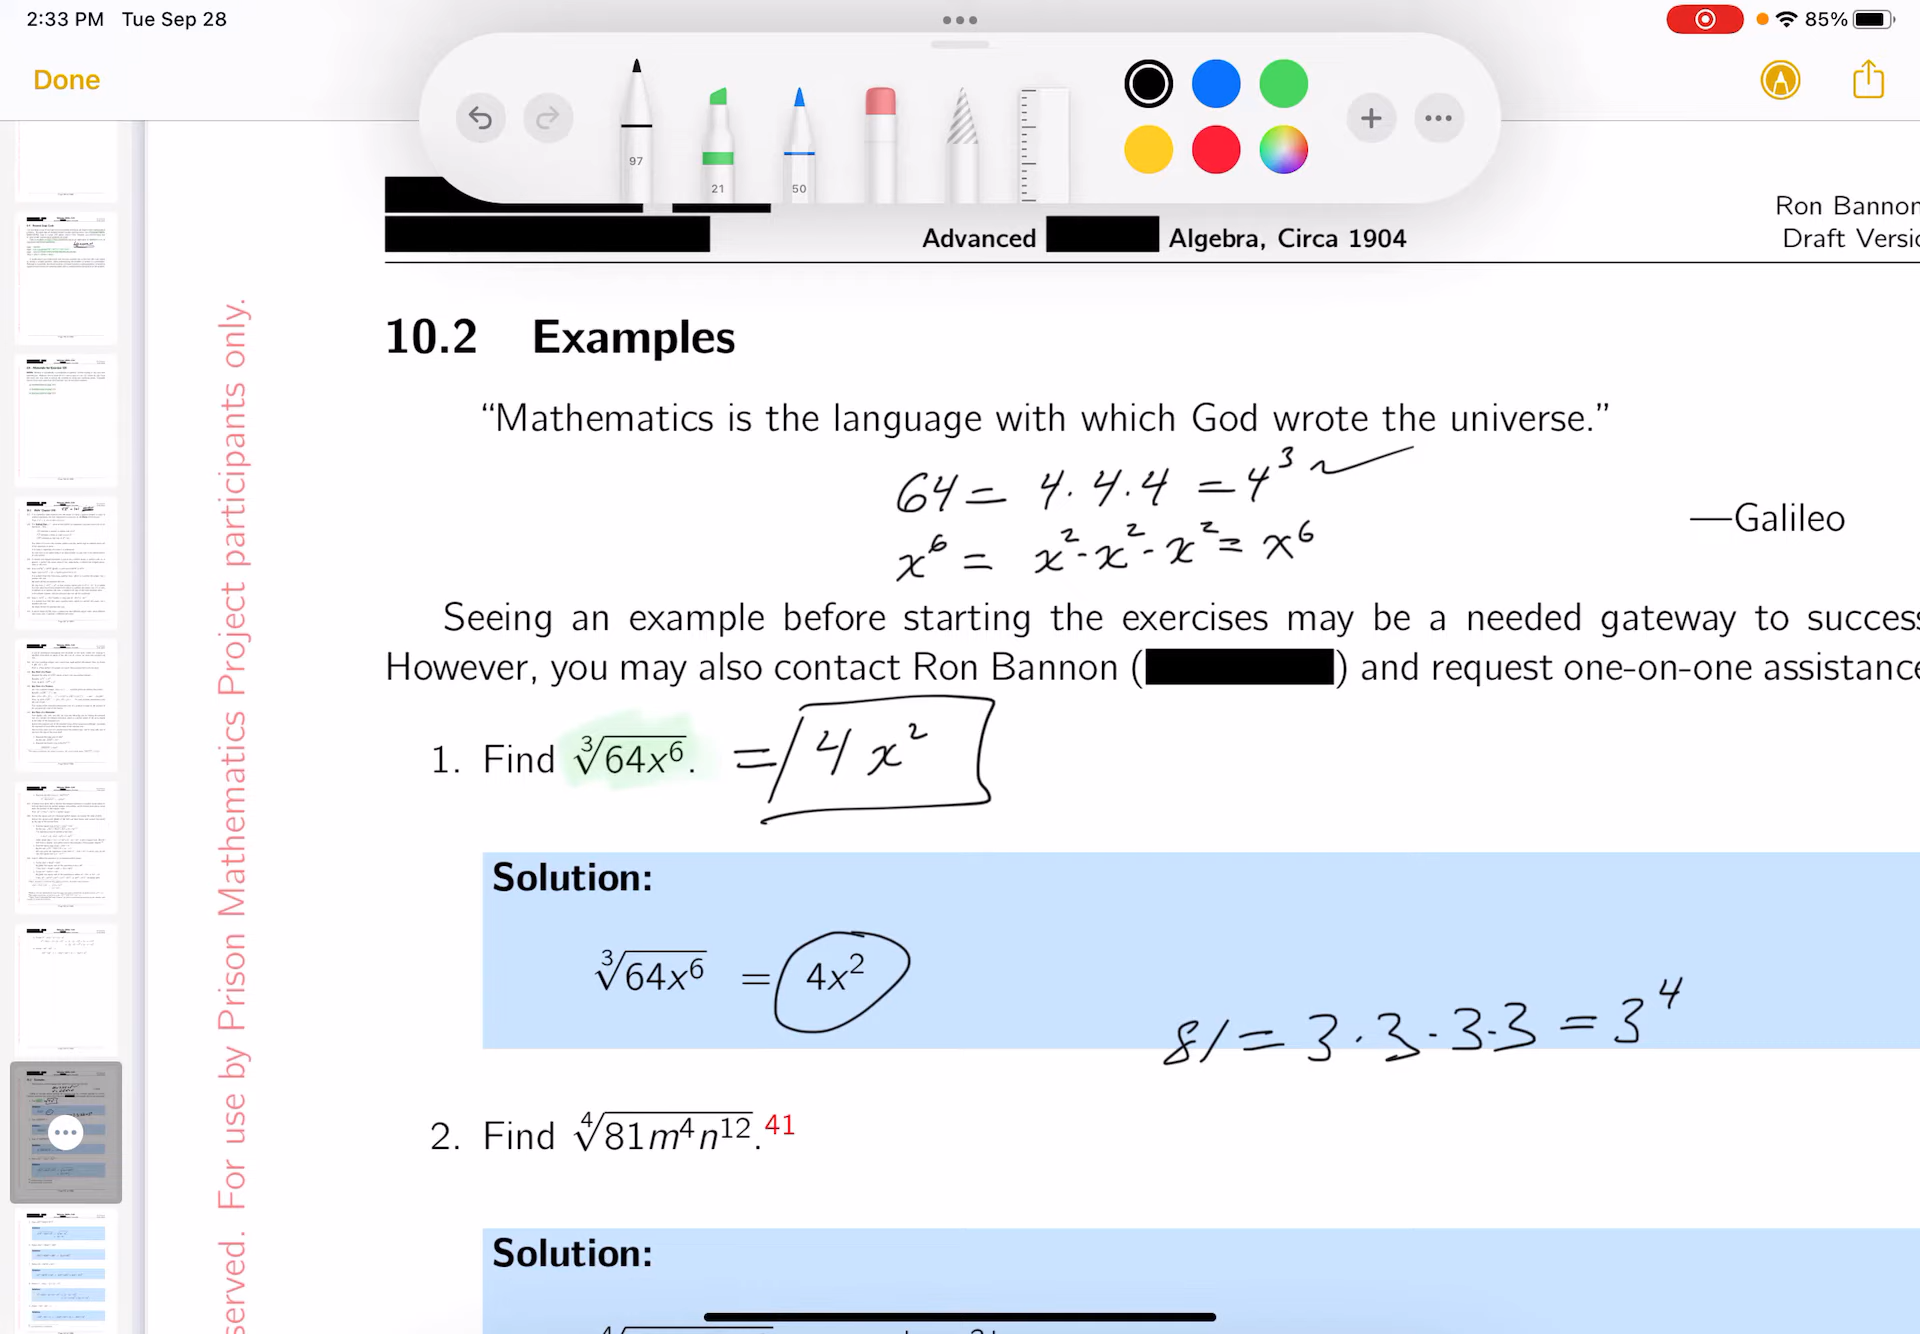 2:33 PM Tue Sep 28
85%
Done
97
21
50
Ron Bannon
Draft Versio
Advanced Algebra, Circa 1904
served. For use by Prison Mathematics Project participants only.
10.2 Examples
“Mathematics is the language with which God wrote the universe.”
64 = 4 · 4 · 4 = 4³
x⁶ = x² · x² · x² = x⁶
—Galileo
Seeing an example before starting the exercises may be a needed gateway to success
However, you may also contact Ron Bannon ( ) and request one-on-one assistance
1. Find ∛64x⁶. = 4x²
Solution:
∛64x⁶ = 4x²
81 = 3 · 3 · 3 · 3 = 3⁴
2. Find ∜81m⁴n¹². 41
Solution: